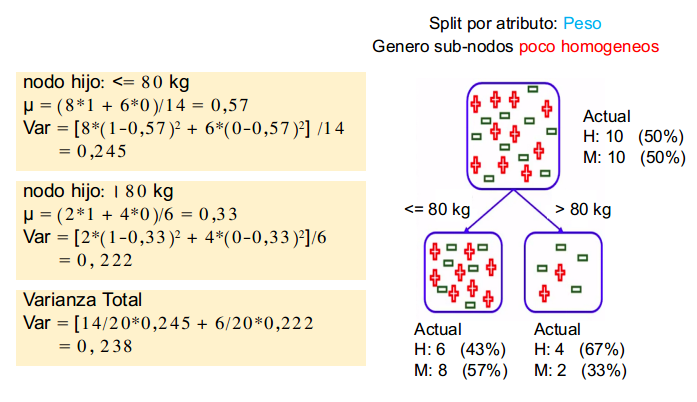 Split por atributo: Peso
Genero sub-nodos poco homogeneos
nodo hijo: <= 80 kg
μ = (8*1 + 6*0)/14 = 0,57
Var = [8*(1-0,57)² + 6*(0-0,57)²] /14
= 0,245
nodo hijo: I 80 kg
μ = (2*1 + 4*0)/6 = 0,33
Var = [2*(1-0,33)² + 4*(0-0,33)²]/6
= 0, 222
Varianza Total
Var = [14/20*0,245 + 6/20*0,222
= 0, 238
Actual
H: 10 (50%)
M: 10 (50%)
<= 80 kg
> 80 kg
Actual
H: 6 (43%)
M: 8 (57%)
Actual
H: 4 (67%)
M: 2 (33%)